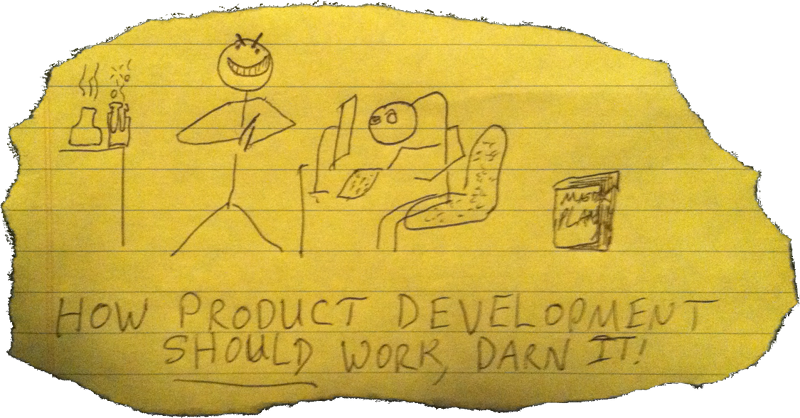 MASTER
PLAN
HOW PRODUCT DEVELOPMENT
SHOULD WORK, DARN IT!